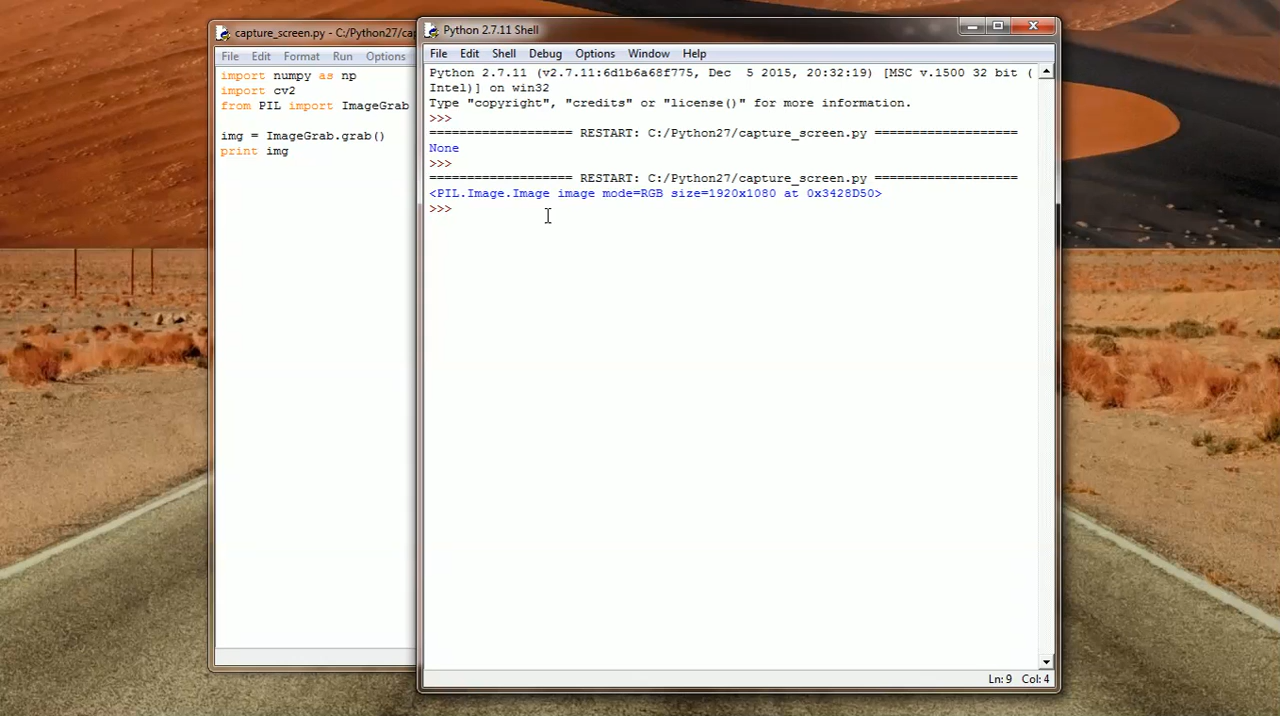 capture_screen.py - C:/Python27/cap
File Edit Format Run Options
import numpy as np
import cv2
from PIL import ImageGrab
img = ImageGrab.grab()
print img
Python 2.7.11 Shell
File Edit Shell Debug Options Window Help
Python 2.7.11 (v2.7.11:6d1b6a68f775, Dec  5 2015, 20:32:19) [MSC v.1500 32 bit (
Intel)] on win32
Type "copyright", "credits" or "license()" for more information.
>>>
=================== RESTART: C:/Python27/capture_screen.py ===================
None
>>>
=================== RESTART: C:/Python27/capture_screen.py ===================
<PIL.Image.Image image mode=RGB size=1920x1080 at 0x3428D50>
>>>
Ln: 9 Col: 4